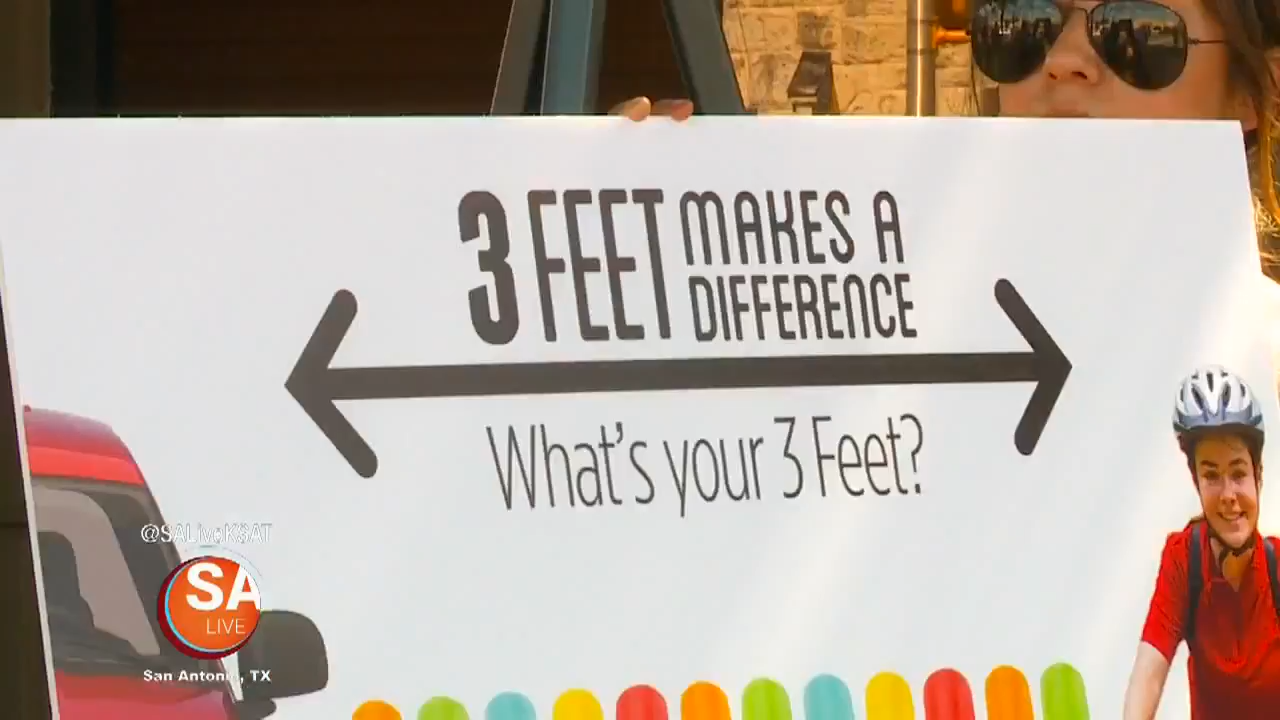 3 FEET MAKES A
DIFFERENCE
What's your 3 Feet?
@SALiveKSAT
SA
LIVE
San Antonio, TX